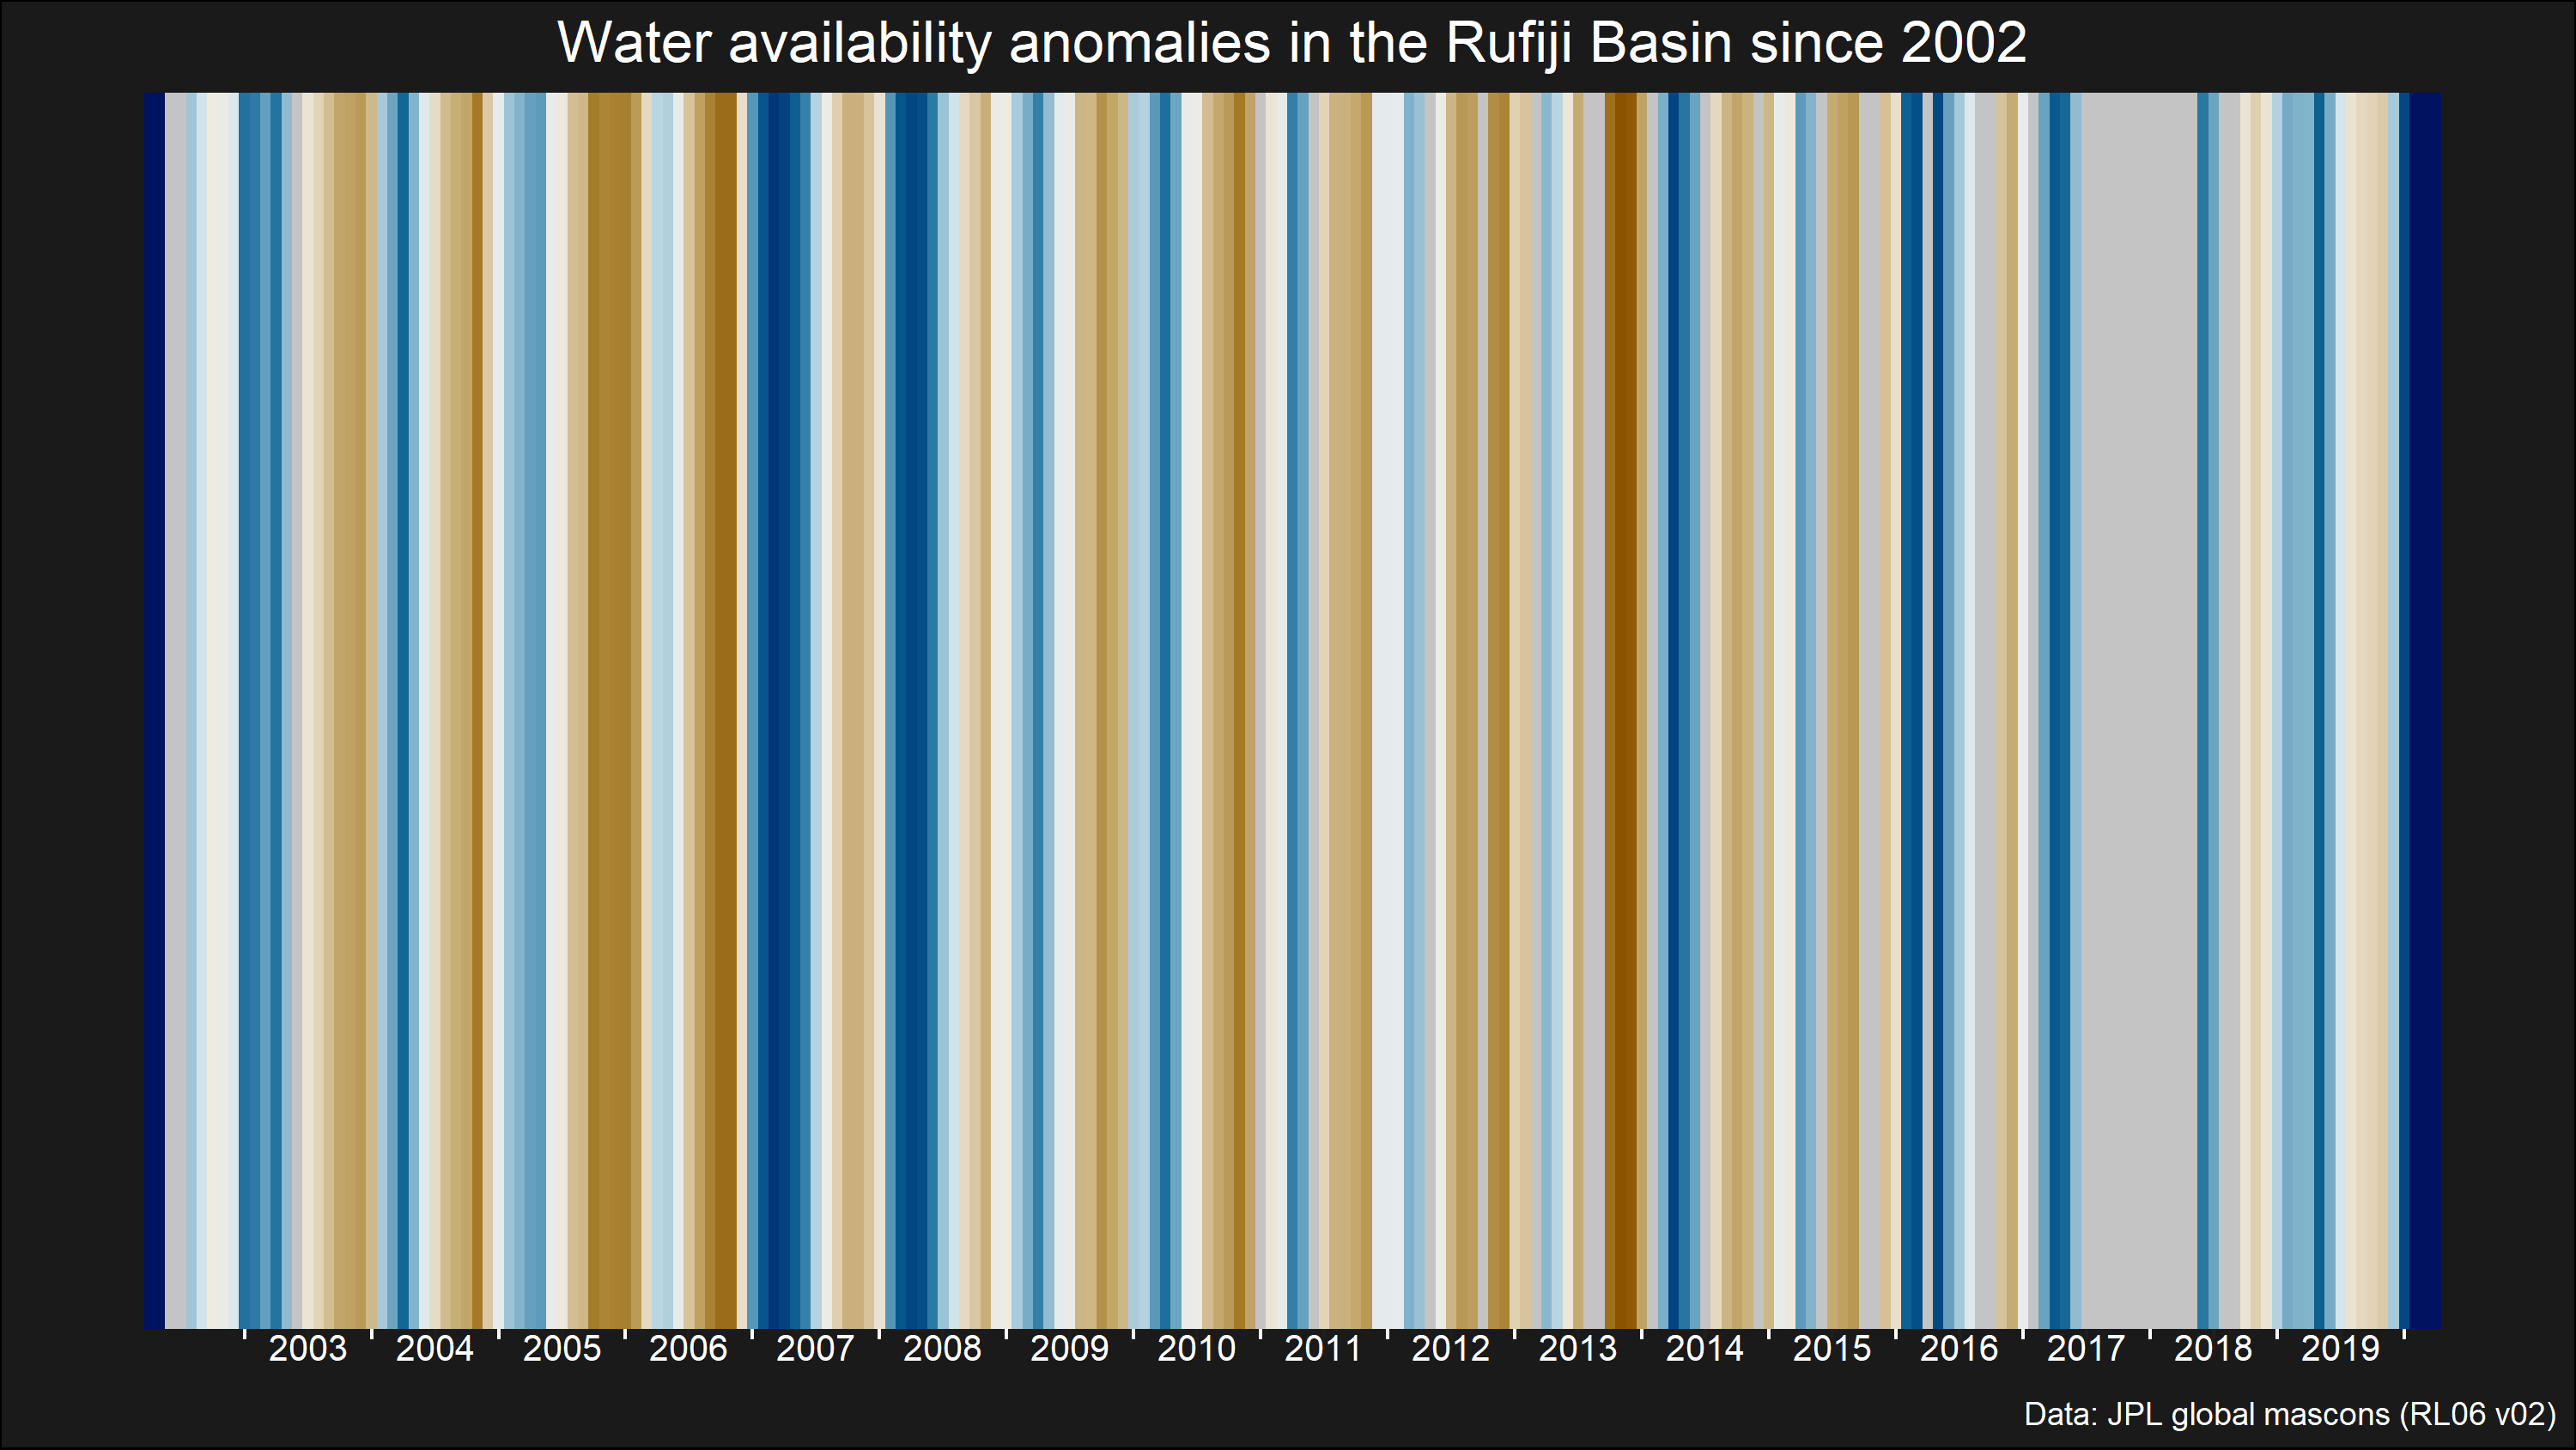 Water availability anomalies in the Rufiji Basin since 2002
2003 2004 2005 2006 2007 2008 2009 2010 2011 2012 2013 2014 2015 2016 2017 2018 2019
Data: JPL global mascons (RL06 v02)